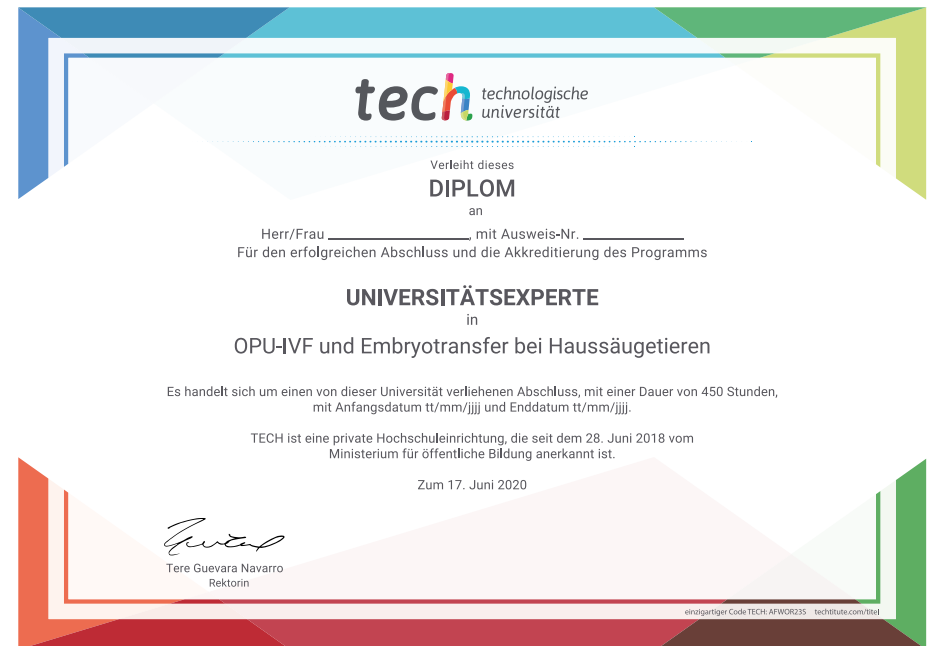 tech technologische
universität
Verleiht dieses
DIPLOM
an
Herr/Frau ____________, mit Ausweis-Nr. ____________
Für den erfolgreichen Abschluss und die Akkreditierung des Programms
UNIVERSITÄTSEXPERTE
in
OPU-IVF und Embryotransfer bei Haussäugetieren
Es handelt sich um einen von dieser Universität verliehenen Abschluss, mit einer Dauer von 450 Stunden,
mit Anfangsdatum tt/mm/jjjj und Enddatum tt/mm/jjjj.
TECH ist eine private Hochschuleinrichtung, die seit dem 28. Juni 2018 vom
Ministerium für öffentliche Bildung anerkannt ist.
Zum 17. Juni 2020
Tere Guevara Navarro
Rektorin
einzigartiger Code TECH: AFWOR23S techtitute.com/titel